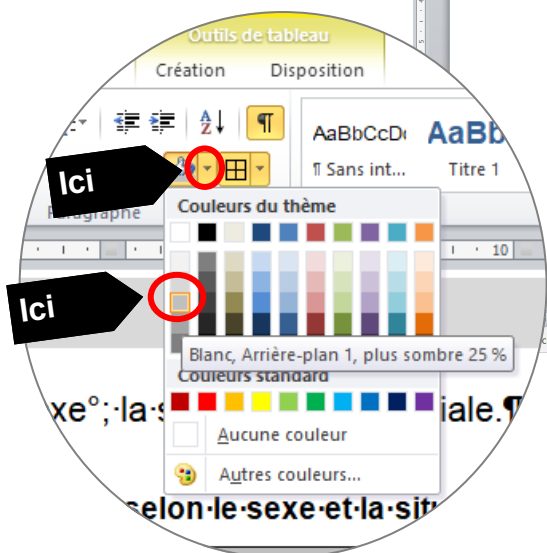 Outils de tableau
Création Disposition
AaBbCcDc AaBb
¶ Sans int... Titre 1
Ici
Paragraphe
Couleurs du thème
10
Ici
Blanc, Arrière-plan 1, plus sombre 25 %
Couleurs standard
xe°;·la·s iale.¶
Aucune couleur
Autres couleurs...
selon·le·sexe·et·la·situ